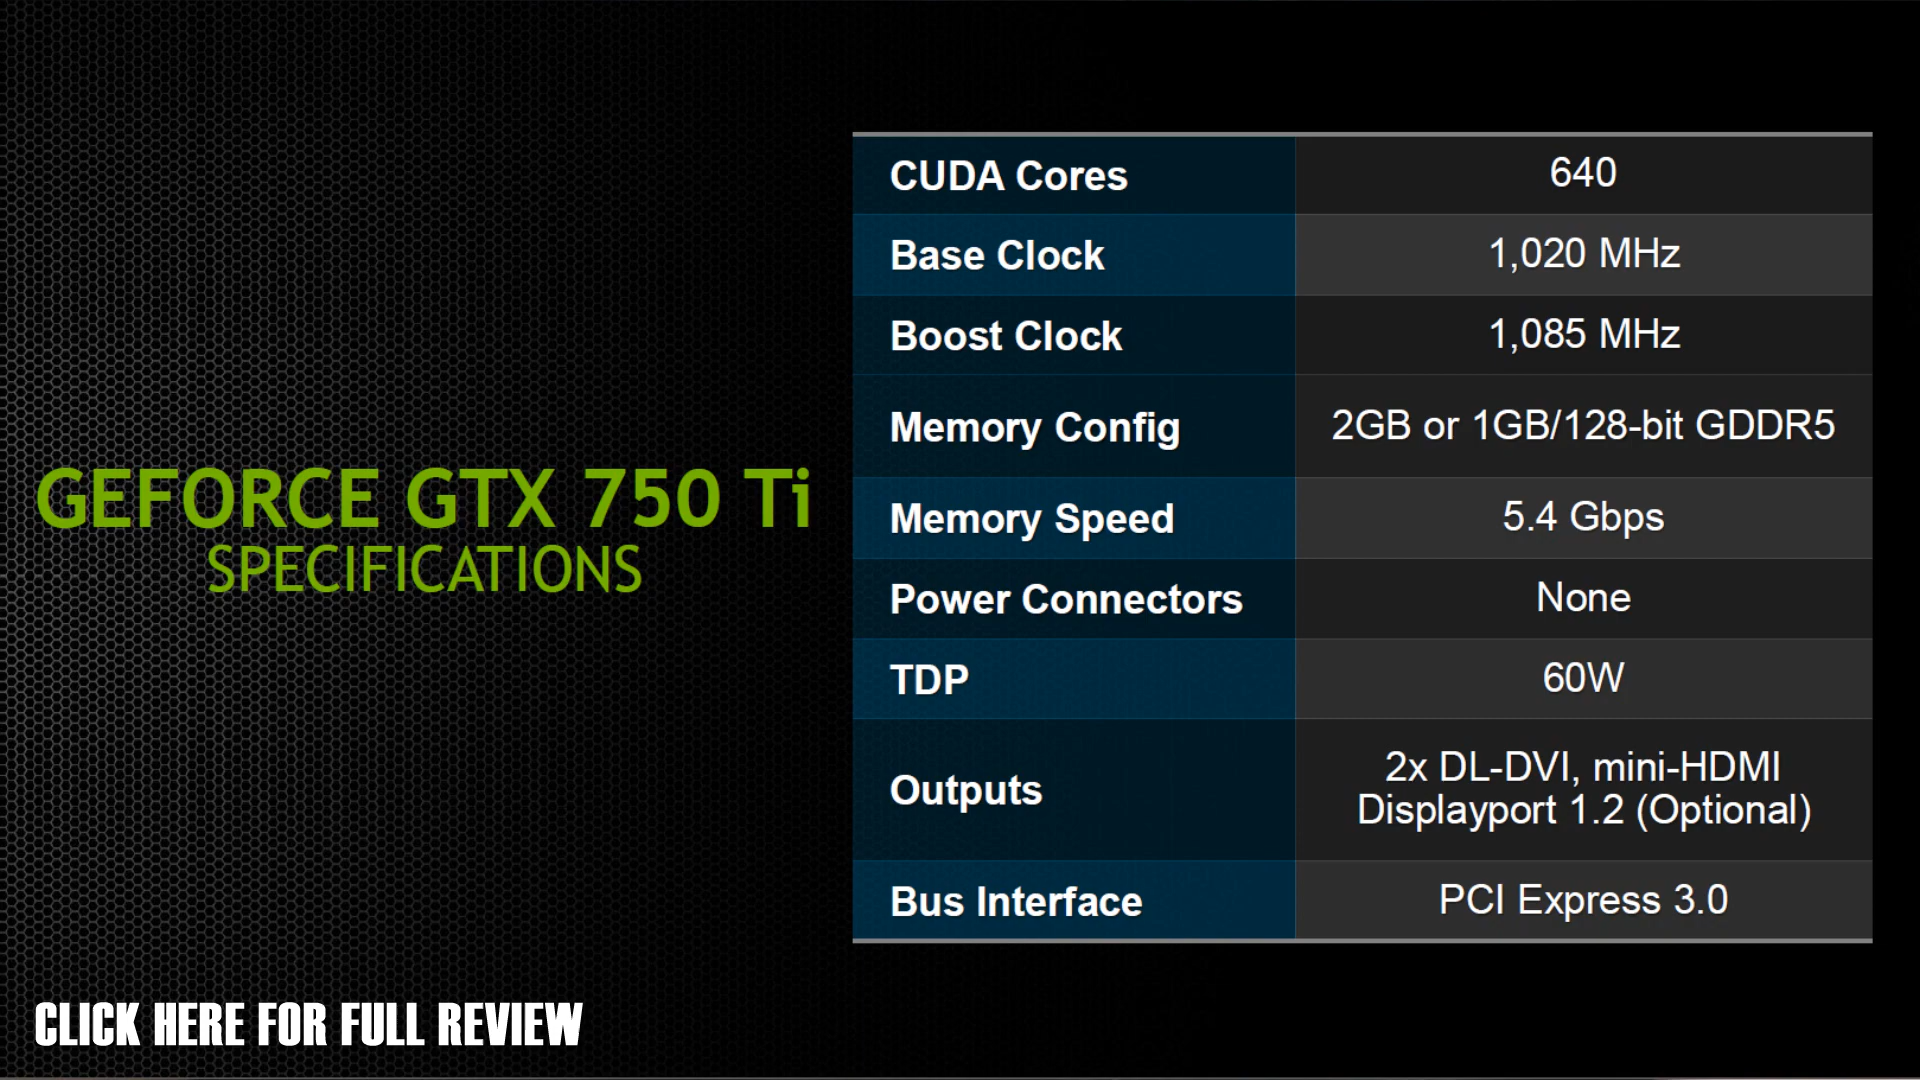 GEFORCE GTX 750 Ti
SPECIFICATIONS
CUDA Cores 640
Base Clock 1,020 MHz
Boost Clock 1,085 MHz
Memory Config 2GB or 1GB/128-bit GDDR5
Memory Speed 5.4 Gbps
Power Connectors None
TDP 60W
Outputs 2x DL-DVI, mini-HDMI
Displayport 1.2 (Optional)
Bus Interface PCI Express 3.0
CLICK HERE FOR FULL REVIEW